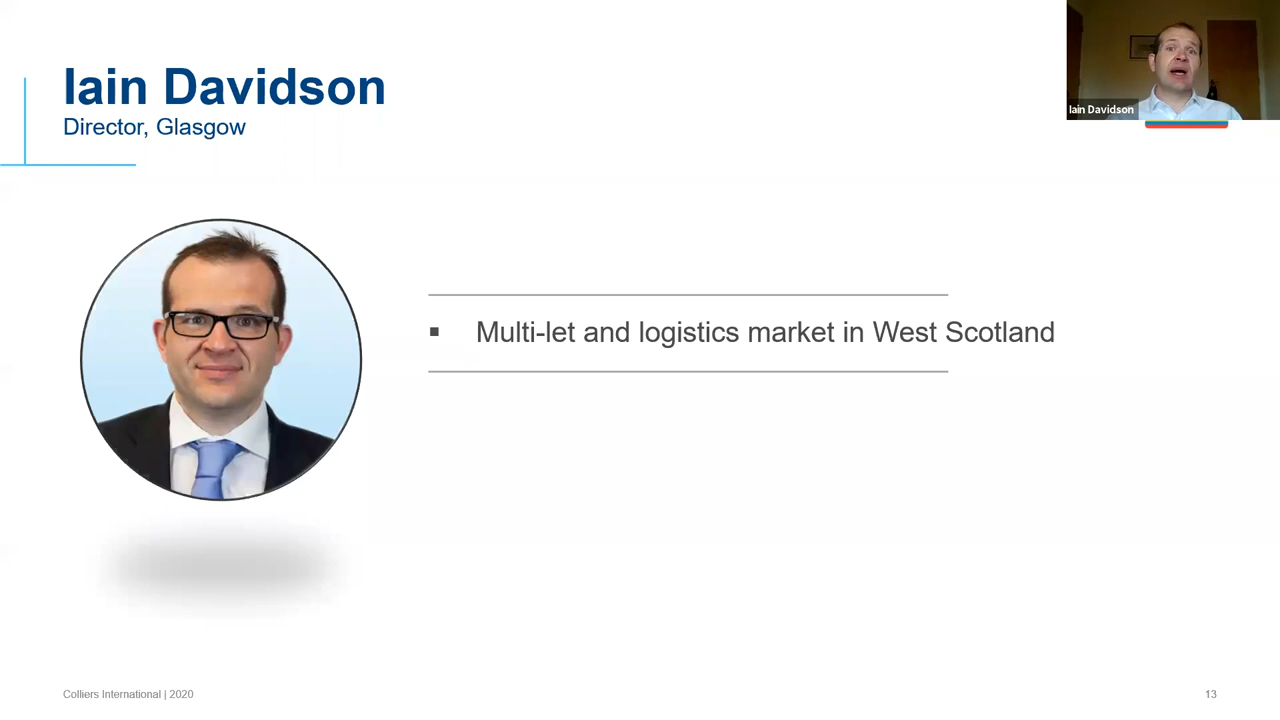 Iain Davidson
Director, Glasgow
Iain Davidson
▪ Multi-let and logistics market in West Scotland
Colliers International | 2020
13